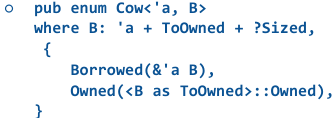 ○ pub enum Cow<'a, B>
where B: 'a + ToOwned + ?Sized,
{
Borrowed(&'a B),
Owned(<B as ToOwned>::Owned),
}